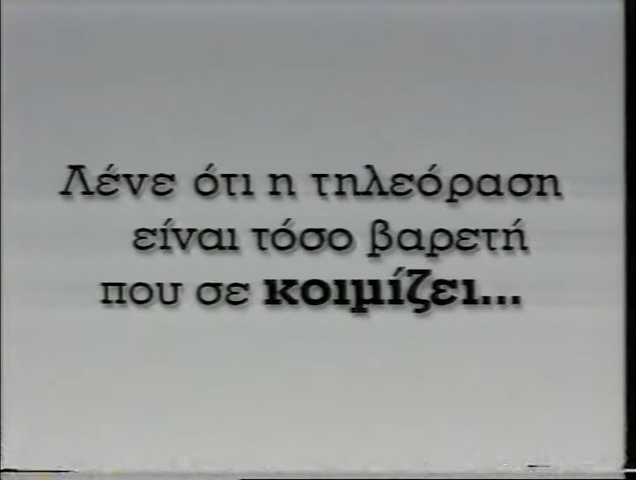 Λένε ότι η τηλεόραση
είναι τόσο βαρετή
που σε κοιμίζει...